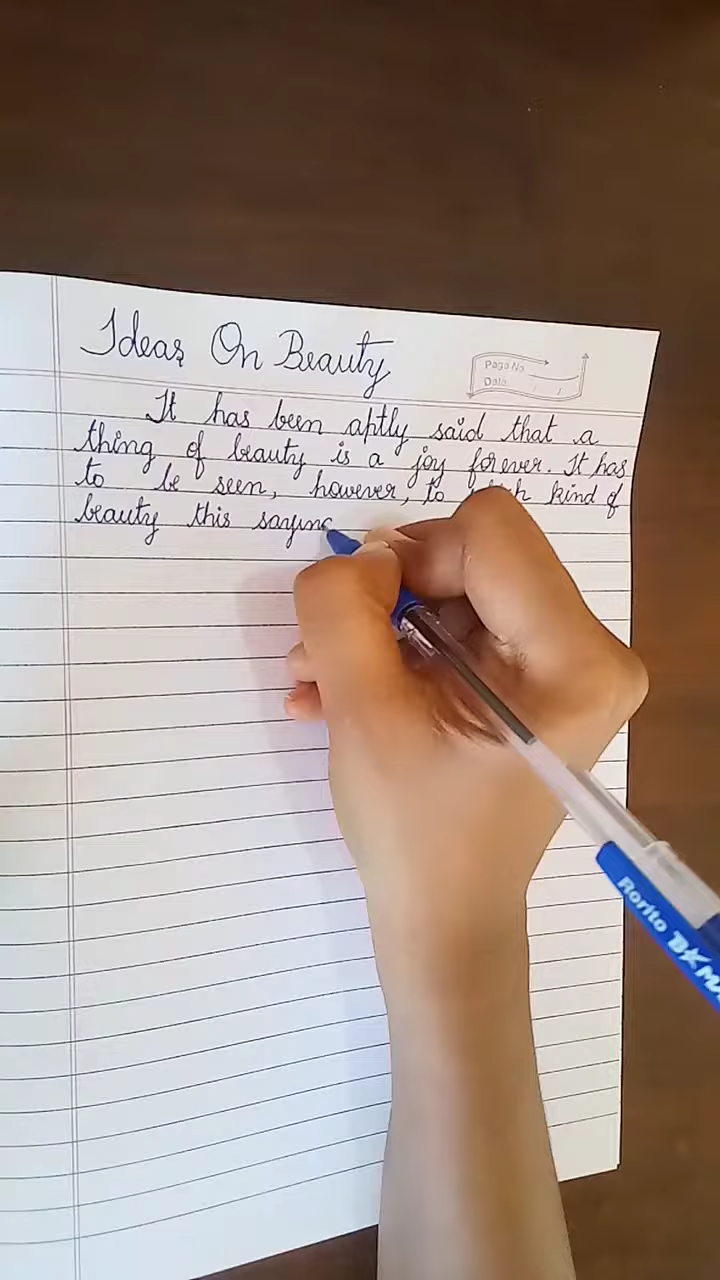 Ideas On Beauty
Page No.
Date / /
It has been aptly said that a
thing of beauty is a joy forever. It has
to be seen, however, to kind of
beauty this saying
Rorito